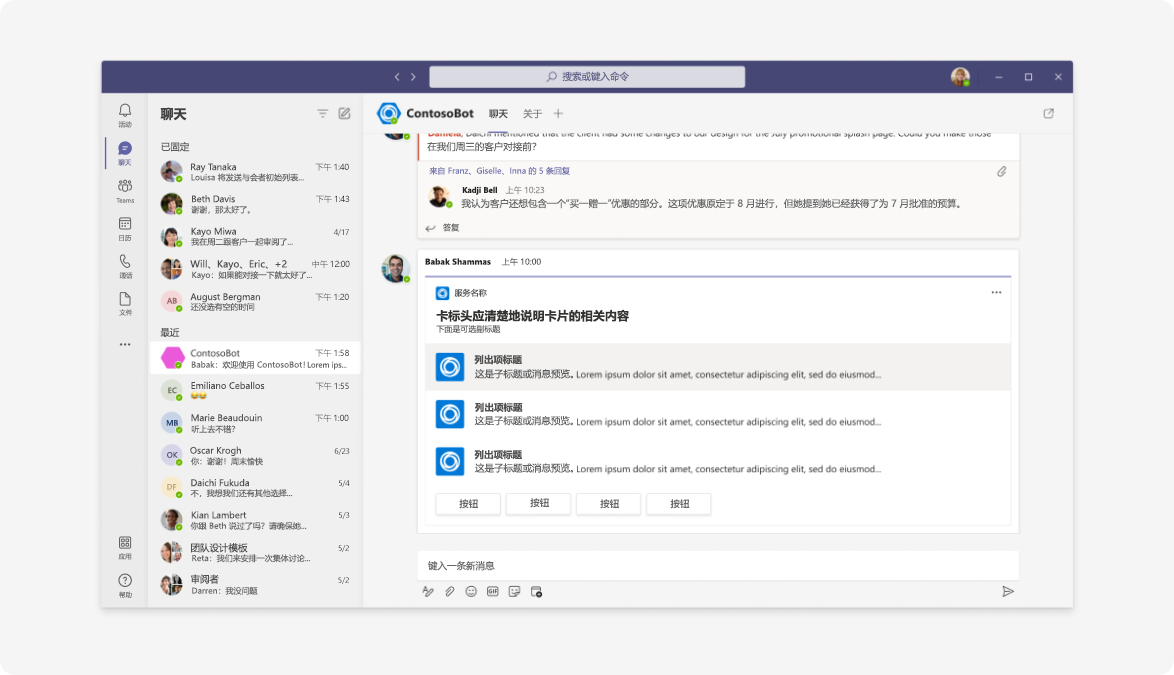 搜索或键入命令
活动
聊天
Teams
日历
通话
文件
应用
帮助
聊天
已固定
Ray Tanaka 下午 1:40
Louisa 将发送与会者初始列表...
Beth Davis 下午 1:43
谢谢，那太好了。
Kayo Miwa 4/17
我在周二跟客户一起审阅了...
Will、Kayo、Eric、+2 中午 12:00
Kayo：如果能对接一下就太好了...
AB August Bergman 下午 1:20
还没选有空的时间
最近
ContosoBot 下午 1:58
Babak：欢迎使用 ContosoBot! Lorem ips...
EC Emiliano Ceballos 下午 1:55
😂😂
MB Marie Beaudouin 下午 1:00
听上去不错?
OK Oscar Krogh 6/23
你：谢谢！周末愉快
DF Daichi Fukuda 5/4
不，我想我们还有其他选择...
Kian Lambert 5/3
你跟 Beth 说过了吗？请确保她...
团队设计模板 5/2
Reta：我们来安排一次集体讨论...
审阅者 5/2
Darren：我没问题
ContosoBot 聊天 关于
Daniela, Daichi mentioned that the client had some changes to our design for the July promotional splash page. Could you make those
在我们周三的客户对接前？
来自 Franz、Giselle、Inna 的 5 条回复
Kadji Bell 上午 10:23
我认为客户还想包含一个“买一赠一”优惠的部分。这项优惠原定于 8 月进行，但她提到她已经获得了为 7 月批准的预算。
答复
Babak Shammas 上午 10:00
服务名称
卡标头应清楚地说明卡片的相关内容
下面是可选副标题
列出项标题
这是子标题或消息预览。Lorem ipsum dolor sit amet, consectetur adipiscing elit, sed do eiusmod...
列出项标题
这是子标题或消息预览。Lorem ipsum dolor sit amet, consectetur adipiscing elit, sed do eiusmod...
列出项标题
这是子标题或消息预览。Lorem ipsum dolor sit amet, consectetur adipiscing elit, sed do eiusmod...
按钮 按钮 按钮 按钮
键入一条新消息
GIF